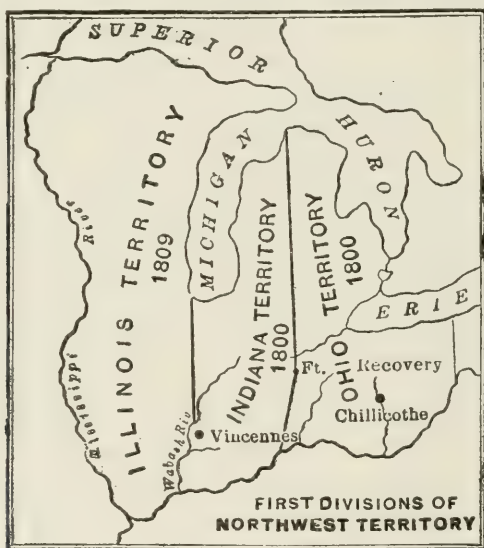 SUPERIOR
HURON
MICHIGAN
ILLINOIS TERRITORY
1809
INDIANA TERRITORY
1800
OHIO TERRITORY
1800
ERIE
Mississippi River
Wabash Riv
Ft. Recovery
Chillicothe
Vincennes
FIRST DIVISIONS OF
NORTHWEST TERRITORY